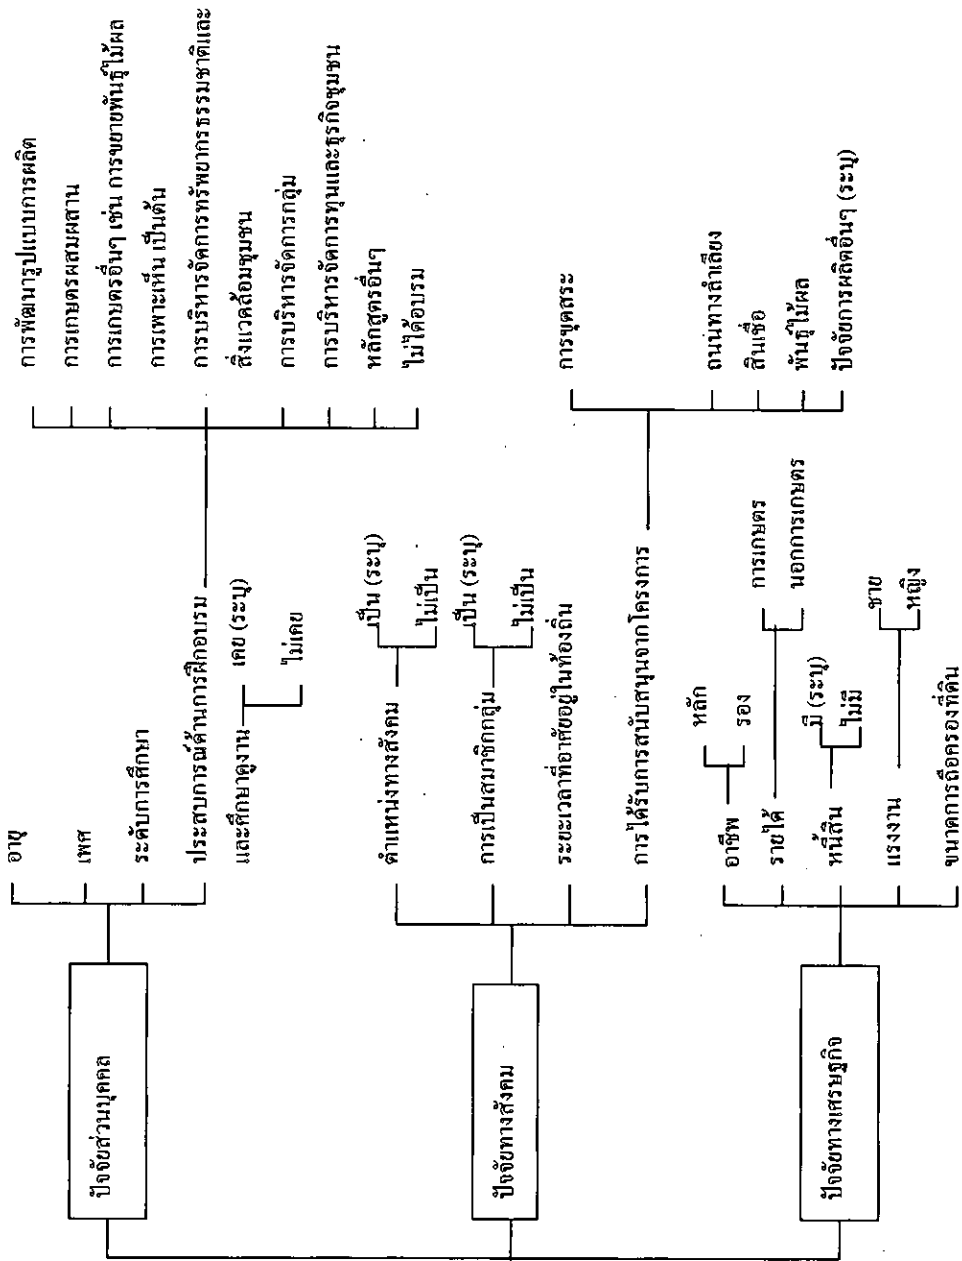 ปัจจัยส่วนบุคคล
อายุ
เพศ
ระดับการศึกษา
ประสบการณ์ด้านการฝึกอบรม
และศึกษาดูงาน
เคย (ระบุ)
ไม่เคย
การพัฒนารูปแบบการผลิต
การเกษตรผสมผสาน
การเกษตรอื่นๆ เช่น การขยายพันธุ์ไม้ผล
การเพาะเห็น เป็นต้น
การบริหารจัดการทรัพยากรธรรมชาติและ
สิ่งแวดล้อมชุมชน
การบริหารจัดการกลุ่ม
การบริหารจัดการทุนและธุรกิจชุมชน
หลักสูตรอื่นๆ
ไม่ได้อบรม
ปัจจัยทางสังคม
ตำแหน่งทางสังคม
เป็น (ระบุ)
ไม่เป็น
การเป็นสมาชิกกลุ่ม
เป็น (ระบุ)
ไม่เป็น
ระยะเวลาที่อาศัยอยู่ในท้องถิ่น
การได้รับการสนับสนุนจากโครงการ
การขุดสระ
ถนนทางลำเลียง
สินเชื่อ
พันธุ์ไม้ผล
ปัจจัยการผลิตอื่นๆ (ระบุ)
ปัจจัยทางเศรษฐกิจ
อาชีพ
หลัก
รอง
รายได้
การเกษตร
นอกการเกษตร
หนี้สิน
มี (ระบุ)
ไม่มี
แรงงาน
ชาย
หญิง
ขนาดการถือครองที่ดิน